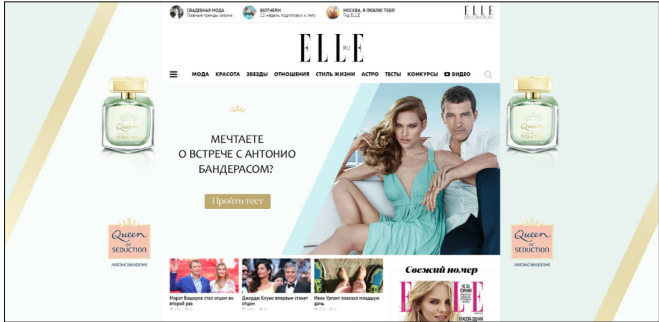 СВАДЕБНАЯ МОДА
Главные тренды сезона
BIOTHERM
12 недель подготовки к лету
МОСКВА, Я ЛЮБЛЮ ТЕБЯ!
Гид ELLE
ELLE
DECORATION
ELLE
RU
МОДА КРАСОТА ЗВЕЗДЫ ОТНОШЕНИЯ СТИЛЬ ЖИЗНИ АСТРО ТЕСТЫ КОНКУРСЫ ВИДЕО
МЕЧТАЕТЕ
О ВСТРЕЧЕ С АНТОНИО
БАНДЕРАСОМ?
Пройти тест
Queen
OF
SEDUCTION
Queen
OF
SEDUCTION
ANTONIO BANDERAS
Queen
OF
SEDUCTION
Queen
OF
SEDUCTION
ANTONIO BANDERAS
Марат Башаров стал отцом во
второй раз
Джордж Клуни впервые станет
отцом
Иван Ургант показал младшую
дочь
Свежий номер
ELLE